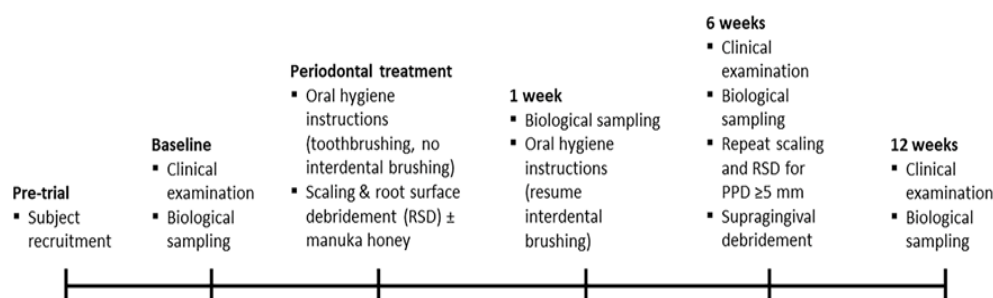 Pre-trial
▪ Subject
recruitment
Baseline
▪ Clinical
examination
▪ Biological
sampling
Periodontal treatment
▪ Oral hygiene
instructions
(toothbrushing, no
interdental brushing)
▪ Scaling & root surface
debridement (RSD) ±
manuka honey
1 week
▪ Biological sampling
▪ Oral hygiene
instructions
(resume
interdental
brushing)
6 weeks
▪ Clinical
examination
▪ Biological
sampling
▪ Repeat scaling
and RSD for
PPD ≥5 mm
▪ Supragingival
debridement
12 weeks
▪ Clinical
examination
▪ Biological
sampling